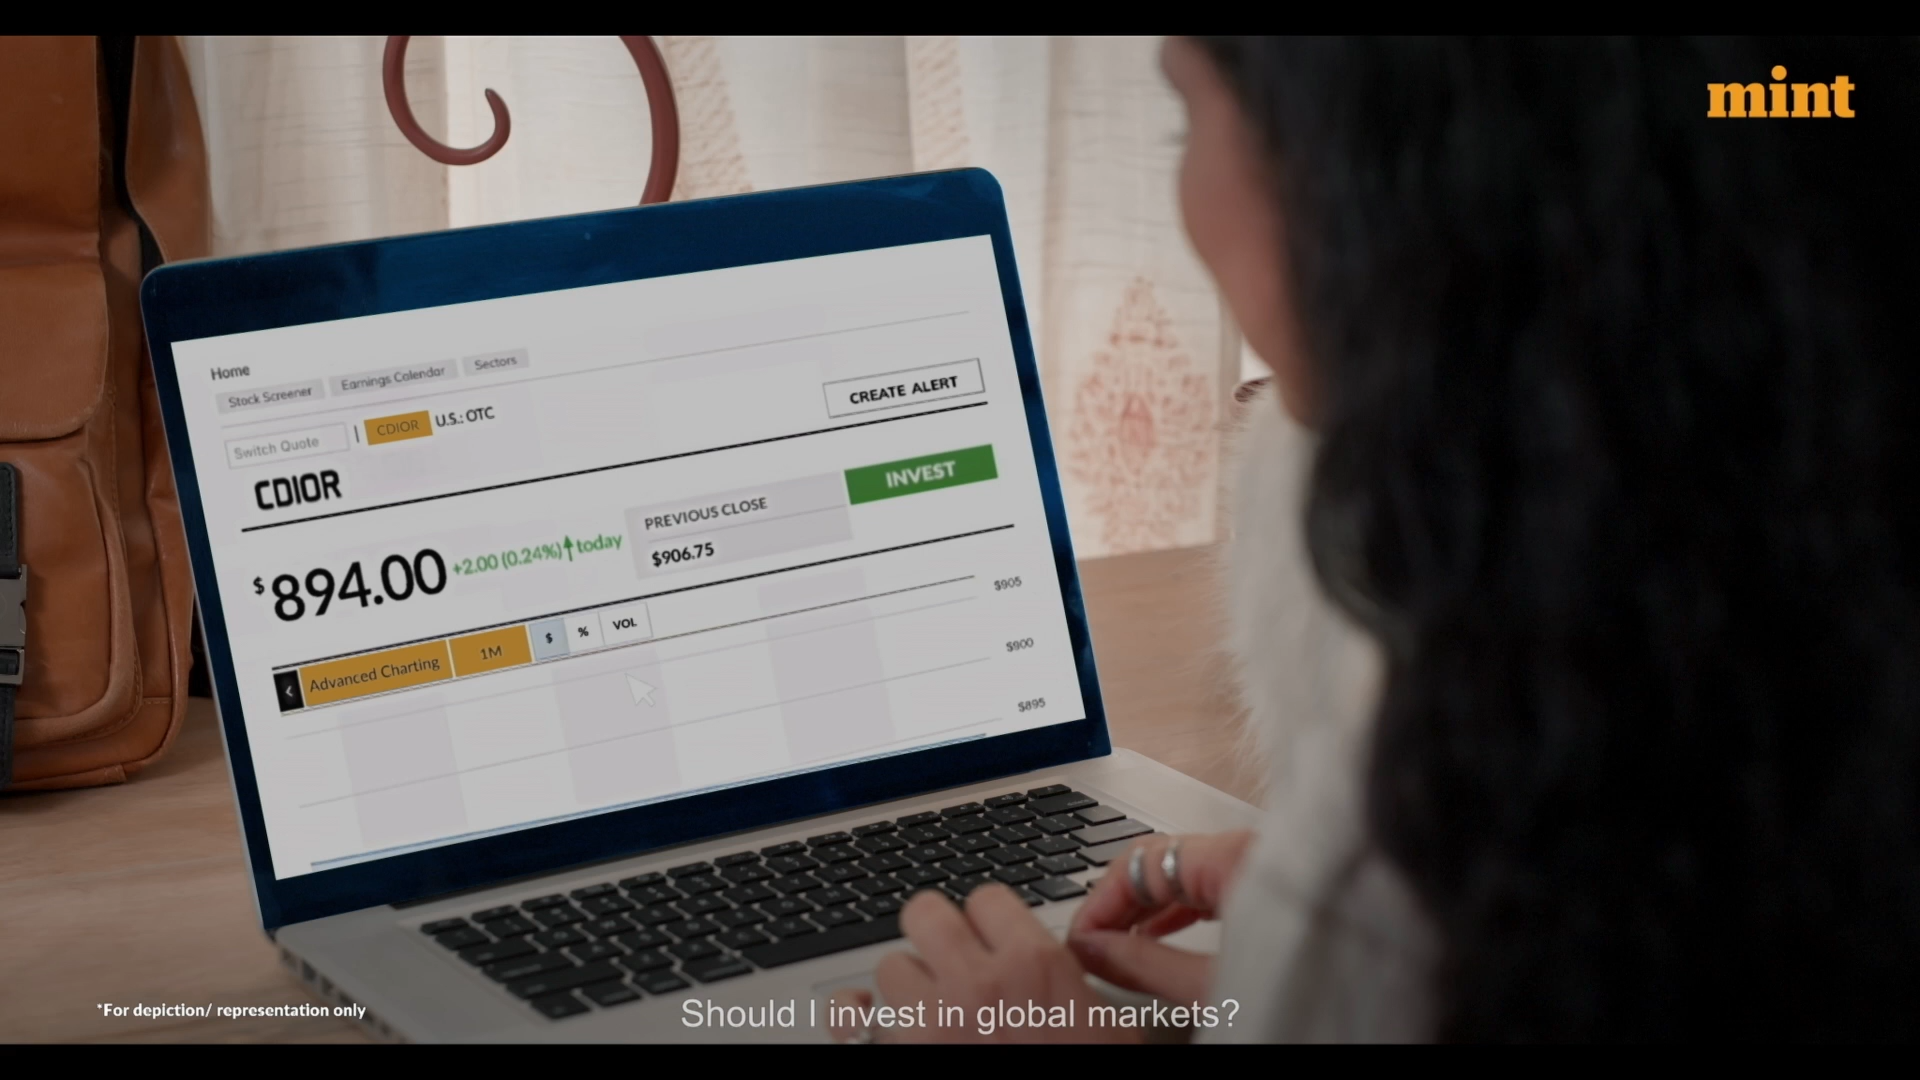 mint
Home
Stock Screener Earnings Calendar Sectors
Switch Quote | CDIOR U.S.: OTC
CREATE ALERT
CDIOR
INVEST
PREVIOUS CLOSE
$906.75
$894.00 +2.00 (0.24%)↑today
‹ Advanced Charting 1M $ % VOL
$905
$900
$895
*For depiction/ representation only
Should I invest in global markets?